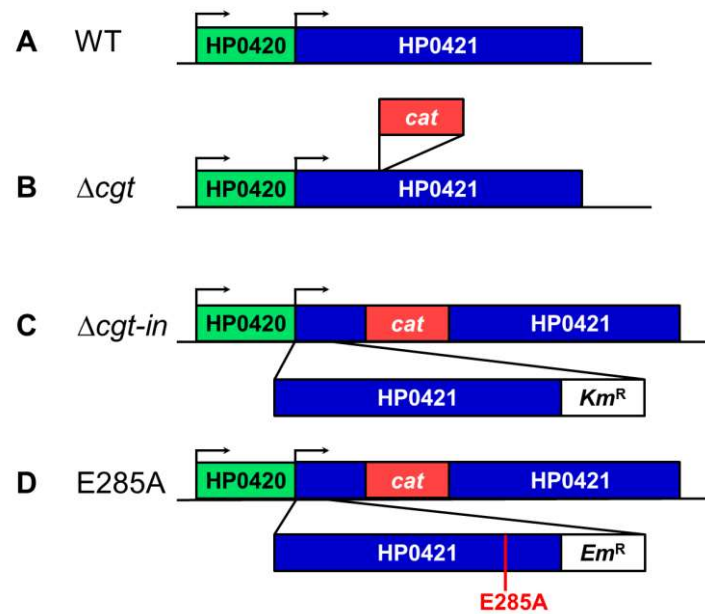 A WT HP0420 HP0421
cat
B Δcgt HP0420 HP0421
C Δcgt-in HP0420 cat HP0421
HP0421 Kmᴿ
D E285A HP0420 cat HP0421
HP0421 Emᴿ
E285A